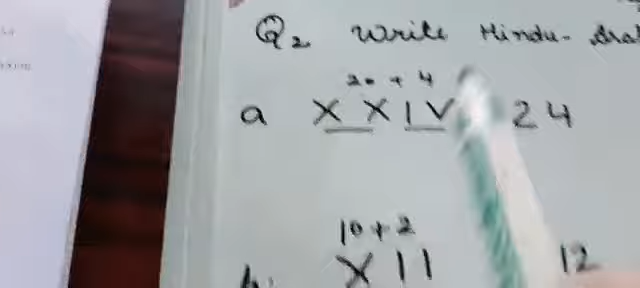 Q2 Write Hindu-
20 + 4
a XXIV 24
10+2
b. XII 12